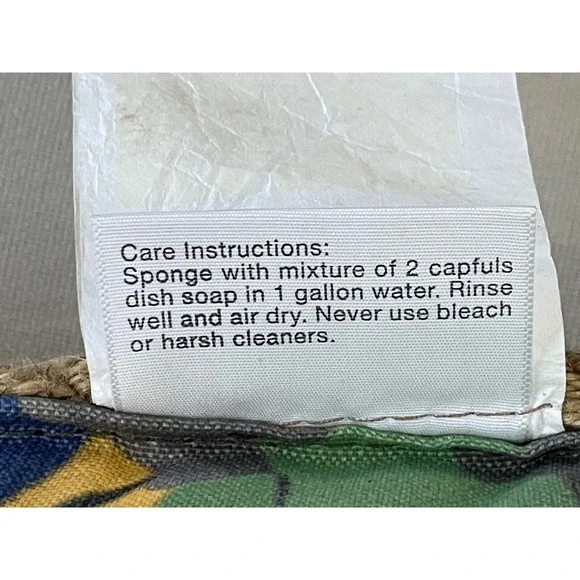 Care Instructions:
Sponge with mixture of 2 capfuls
dish soap in 1 gallon water. Rinse
well and air dry. Never use bleach
or harsh cleaners.